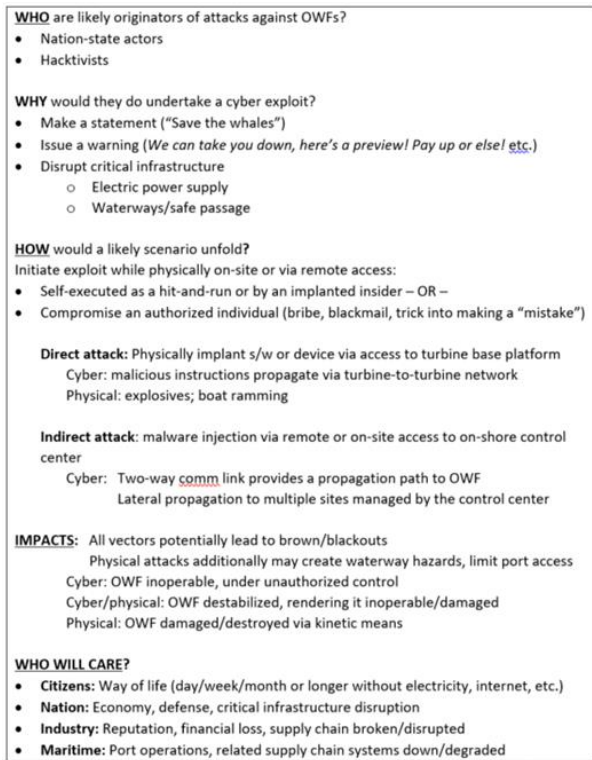 WHO are likely originators of attacks against OWFs?
• Nation-state actors
• Hacktivists
WHY would they do undertake a cyber exploit?
• Make a statement (“Save the whales”)
• Issue a warning (We can take you down, here’s a preview! Pay up or else! etc.)
• Disrupt critical infrastructure
o Electric power supply
o Waterways/safe passage
HOW would a likely scenario unfold?
Initiate exploit while physically on-site or via remote access:
• Self-executed as a hit-and-run or by an implanted insider – OR –
• Compromise an authorized individual (bribe, blackmail, trick into making a “mistake”)
Direct attack: Physically implant s/w or device via access to turbine base platform
Cyber: malicious instructions propagate via turbine-to-turbine network
Physical: explosives; boat ramming
Indirect attack: malware injection via remote or on-site access to on-shore control
center
Cyber: Two-way comm link provides a propagation path to OWF
Lateral propagation to multiple sites managed by the control center
IMPACTS: All vectors potentially lead to brown/blackouts
Physical attacks additionally may create waterway hazards, limit port access
Cyber: OWF inoperable, under unauthorized control
Cyber/physical: OWF destabilized, rendering it inoperable/damaged
Physical: OWF damaged/destroyed via kinetic means
WHO WILL CARE?
• Citizens: Way of life (day/week/month or longer without electricity, internet, etc.)
• Nation: Economy, defense, critical infrastructure disruption
• Industry: Reputation, financial loss, supply chain broken/disrupted
• Maritime: Port operations, related supply chain systems down/degraded